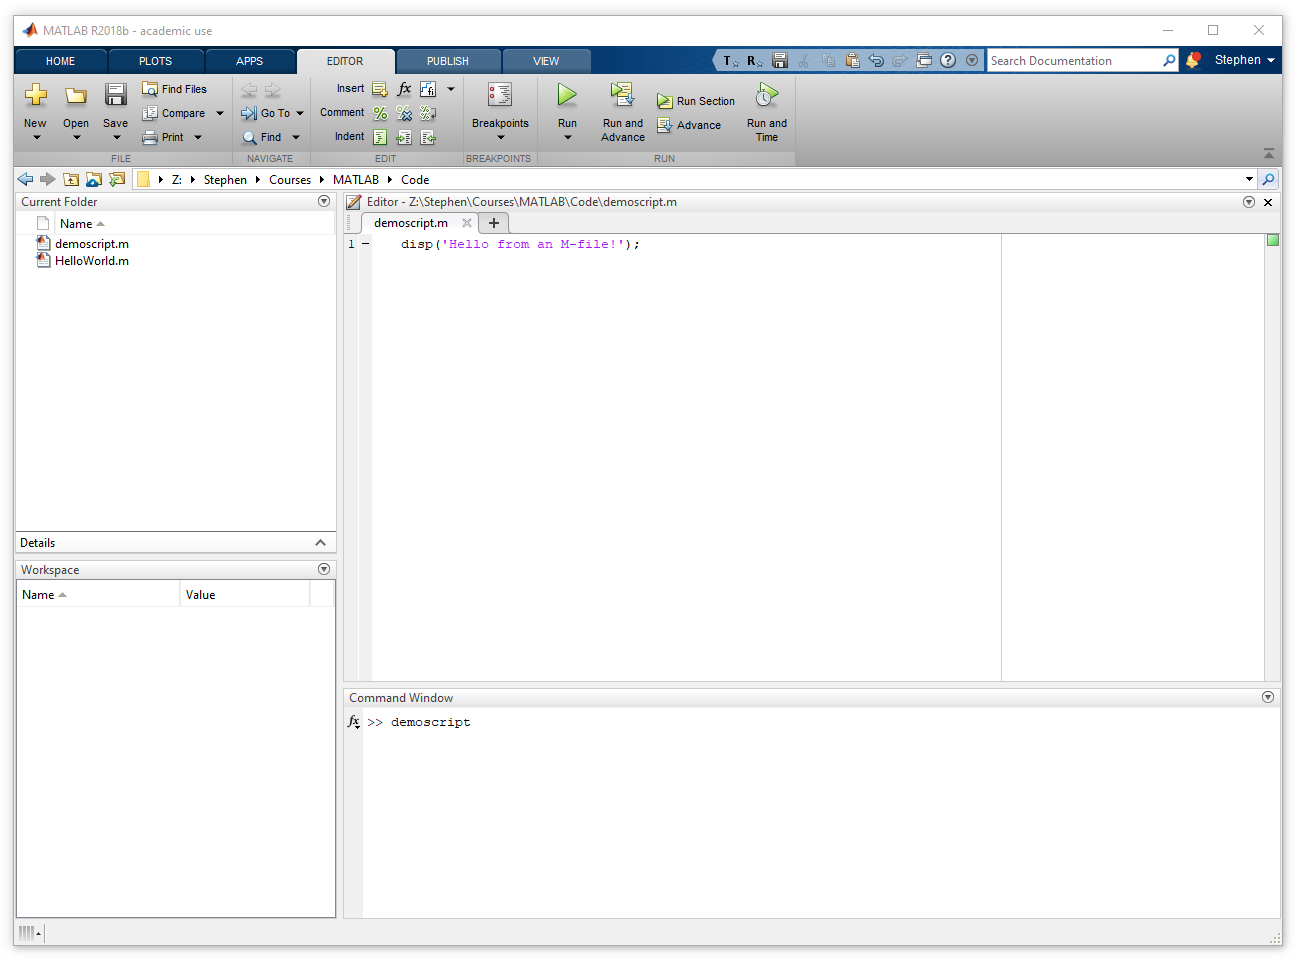 MATLAB R2018b - academic use
HOME PLOTS APPS EDITOR PUBLISH VIEW Search Documentation Stephen
New Open Save Find Files Compare Print
FILE
Go To Find
NAVIGATE
Insert fx
Comment
Indent
EDIT
Breakpoints
BREAKPOINTS
Run Run and Advance Run Section Advance Run and Time
RUN
Z: Stephen Courses MATLAB Code
Current Folder
Name
demoscript.m
HelloWorld.m
Details
Workspace
Name Value
Editor - Z:\Stephen\Courses\MATLAB\Code\demoscript.m
demoscript.m
1 disp('Hello from an M-file!');
Command Window
fx >> demoscript